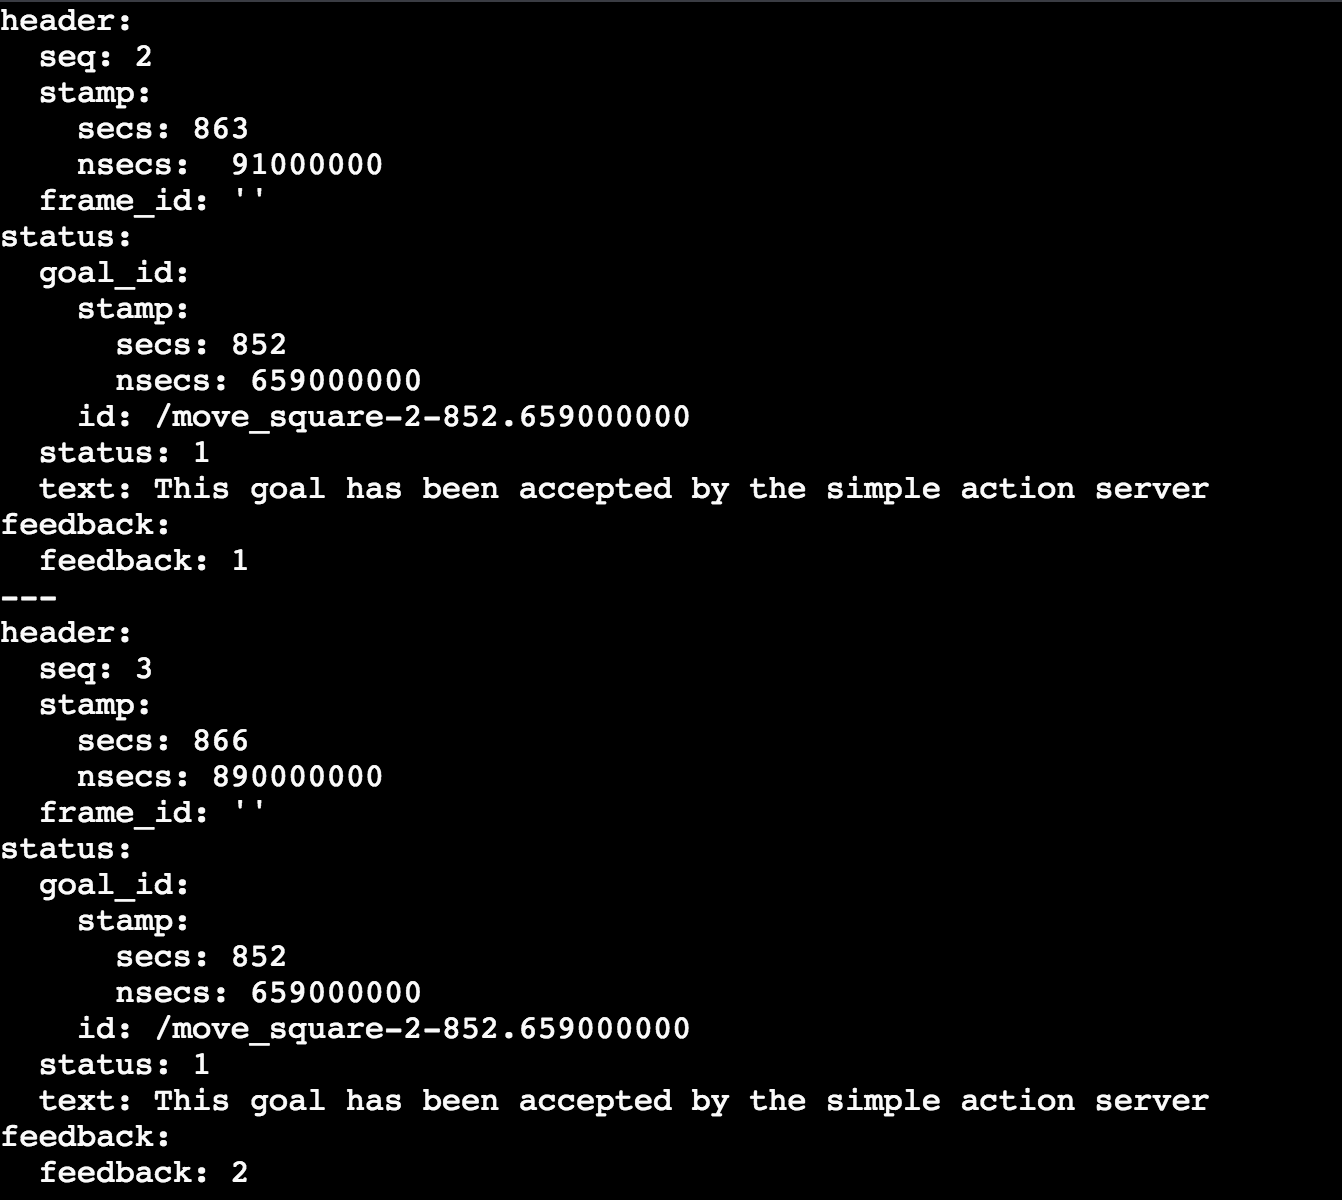 header:
  seq: 2
  stamp:
    secs: 863
    nsecs:  91000000
  frame_id: ''
status:
  goal_id:
    stamp:
      secs: 852
      nsecs: 659000000
    id: /move_square-2-852.659000000
  status: 1
  text: This goal has been accepted by the simple action server
feedback:
  feedback: 1
---
header:
  seq: 3
  stamp:
    secs: 866
    nsecs: 890000000
  frame_id: ''
status:
  goal_id:
    stamp:
      secs: 852
      nsecs: 659000000
    id: /move_square-2-852.659000000
  status: 1
  text: This goal has been accepted by the simple action server
feedback:
  feedback: 2